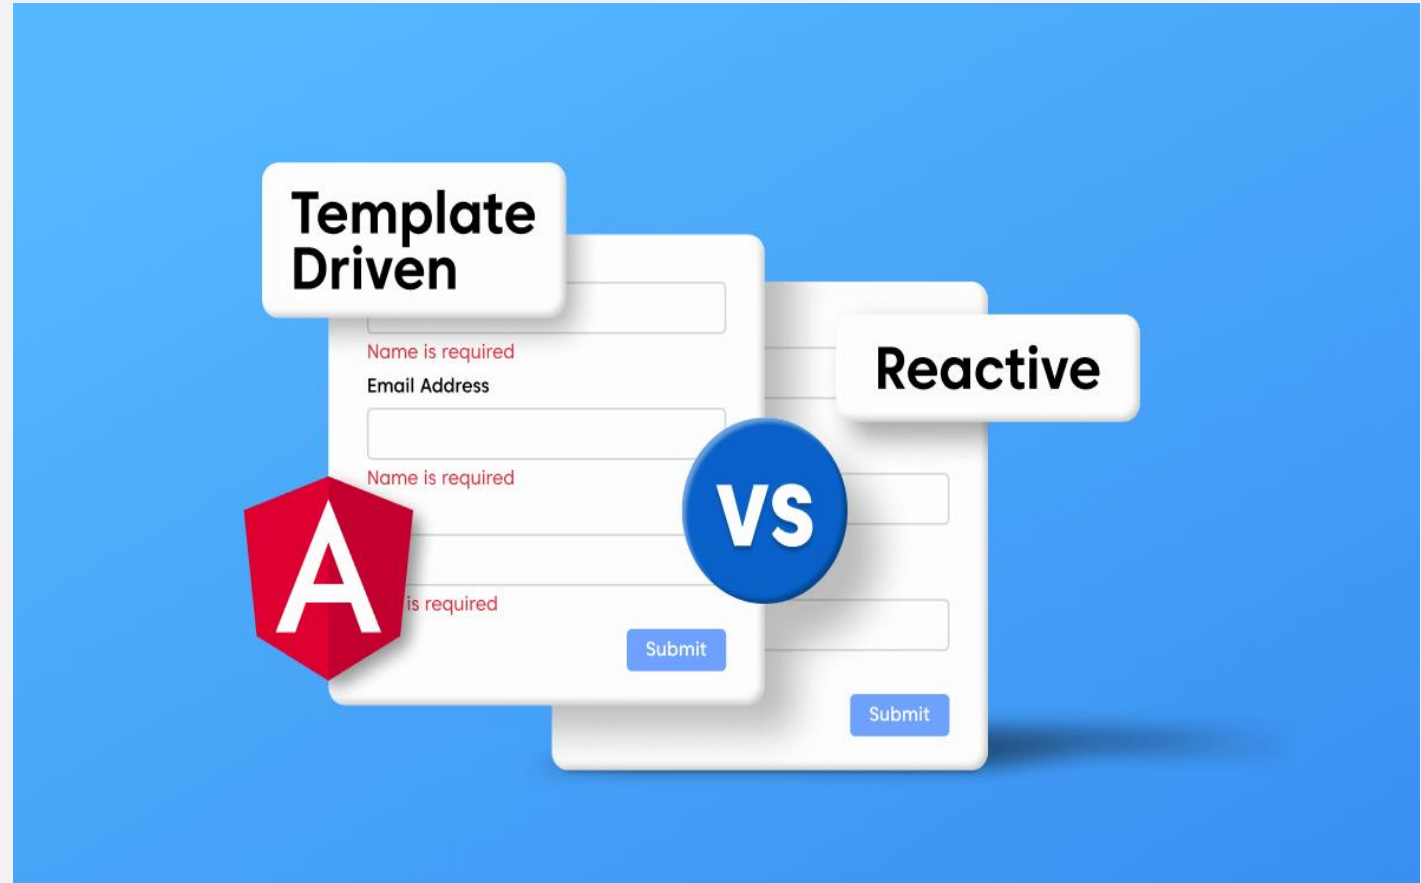 Template
Driven
Name is required
Email Address
Name is required
is required
Submit
Reactive
VS
Submit